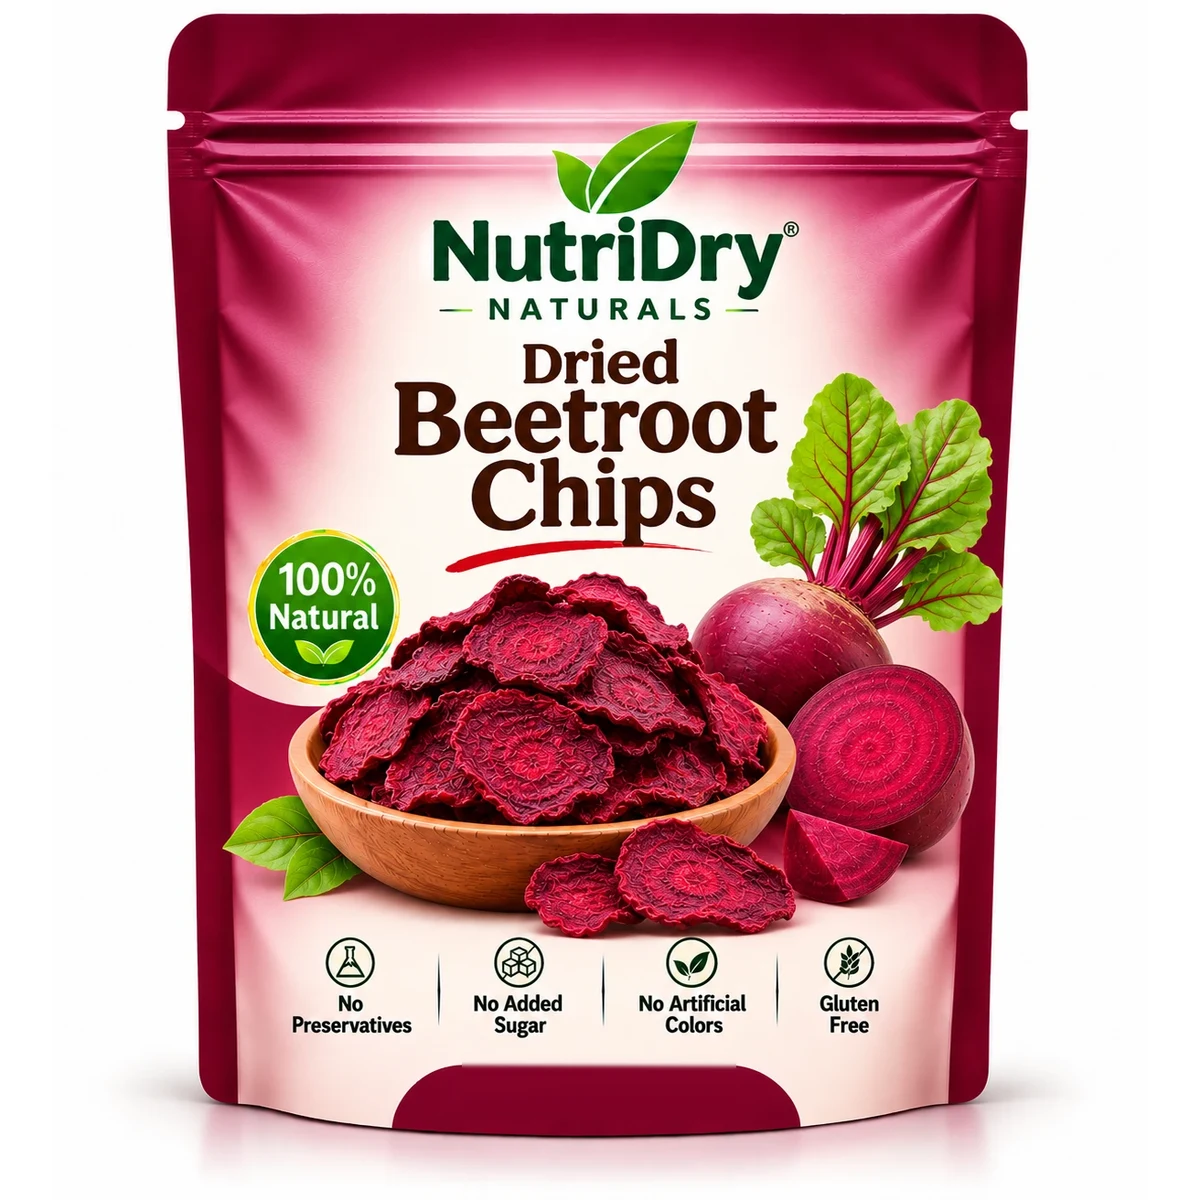 NutriDry®
NATURALS
Dried
Beetroot
Chips
100%
Natural
No
Preservatives
No Added
Sugar
No Artificial
Colors
Gluten
Free